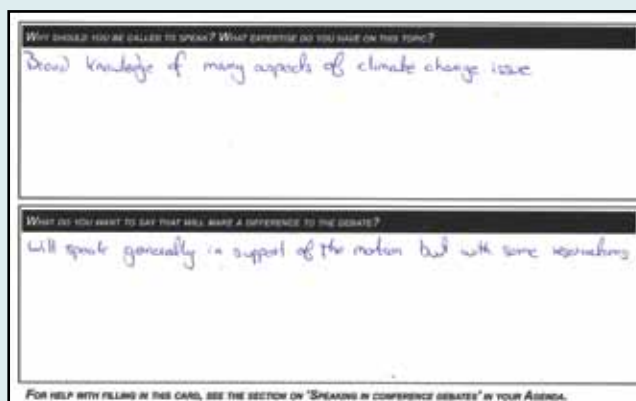 WHY SHOULD YOU BE CALLED TO SPEAK? WHAT EXPERTISE DO YOU HAVE ON THIS TOPIC?
Broad knowledge of many aspects of climate change issue
WHAT DO YOU WANT TO SAY THAT WILL MAKE A DIFFERENCE TO THE DEBATE?
Will speak generally in support of the motion but with some reservations
FOR HELP WITH FILLING IN THIS CARD, SEE THE SECTION ON 'SPEAKING IN CONFERENCE DEBATES' IN YOUR AGENDA.